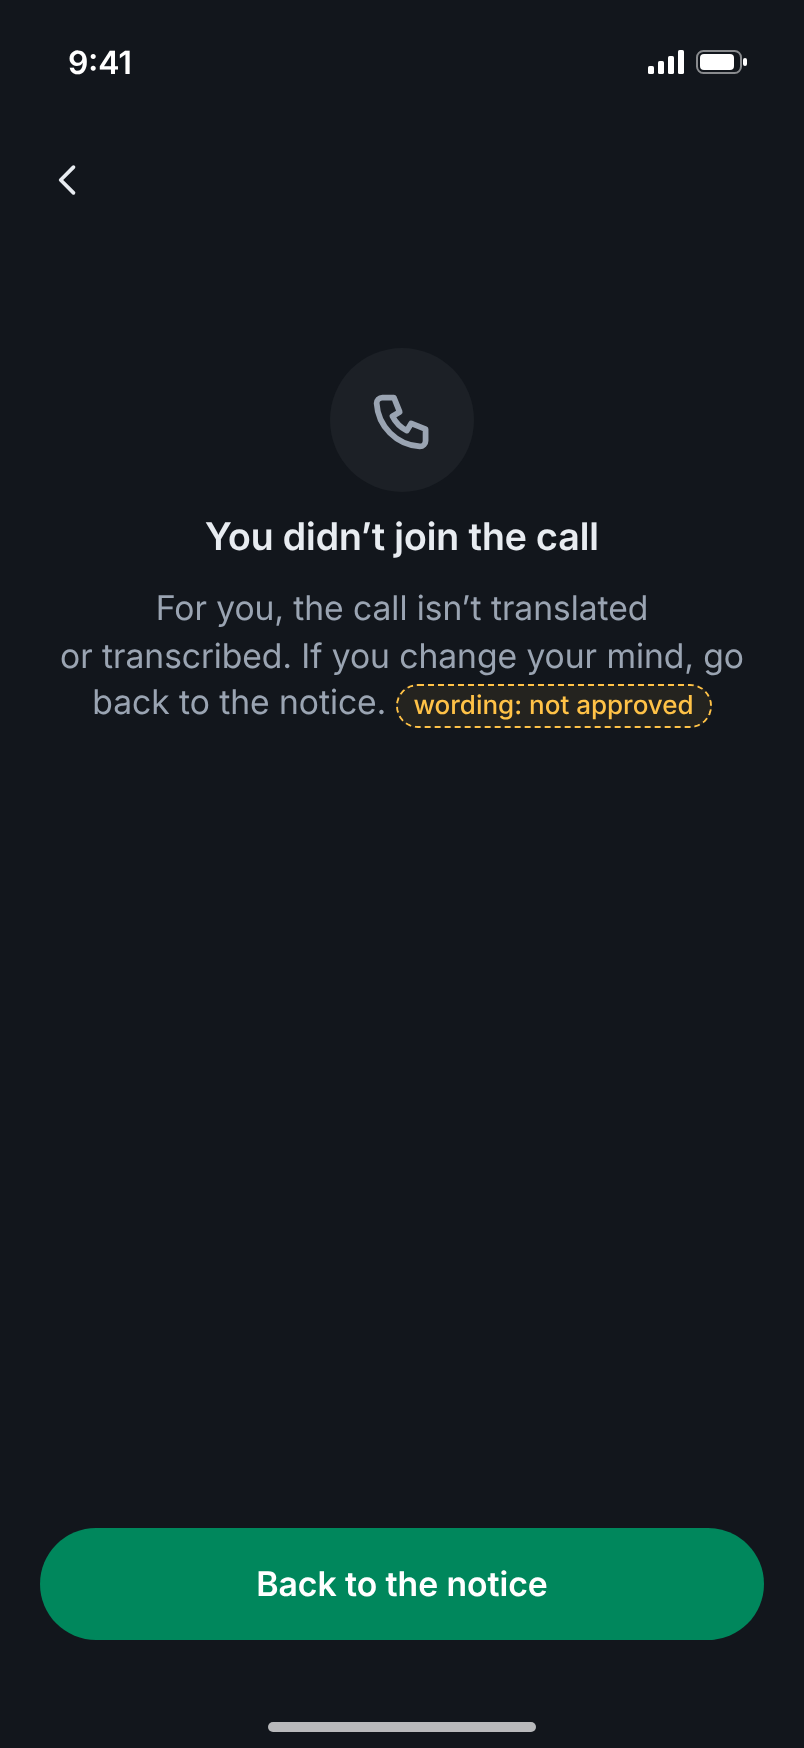 9:41
You didn’t join the call
For you, the call isn’t translated
or transcribed. If you change your mind, go
back to the notice. wording: not approved
Back to the notice